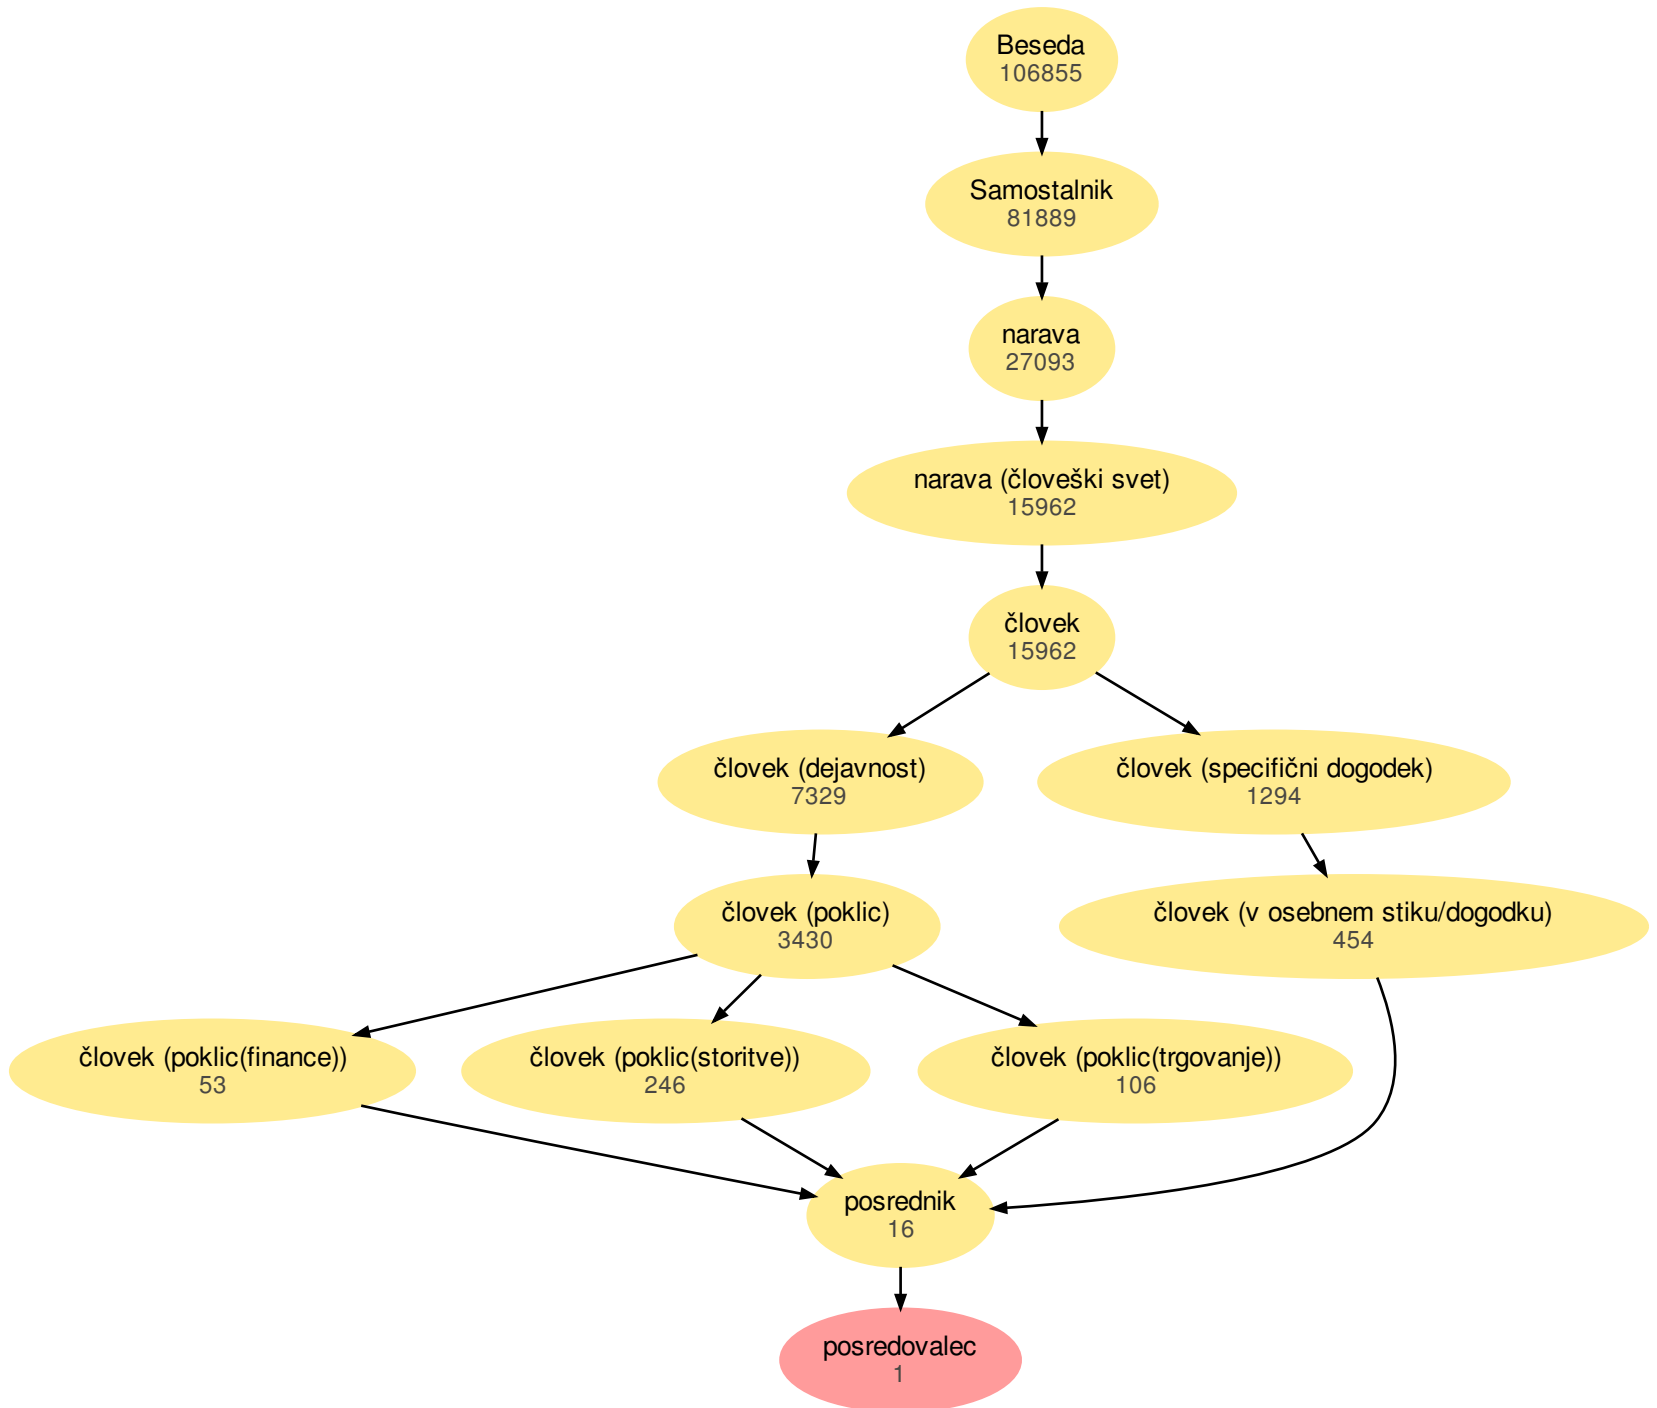 Beseda
106855
Samostalnik
81889
narava
27093
narava (človeški svet)
15962
človek
15962
človek (dejavnost)
7329
človek (specifični dogodek)
1294
človek (poklic)
3430
človek (v osebnem stiku/dogodku)
454
človek (poklic(finance))
53
človek (poklic(storitve))
246
človek (poklic(trgovanje))
106
posrednik
16
posredovalec
1